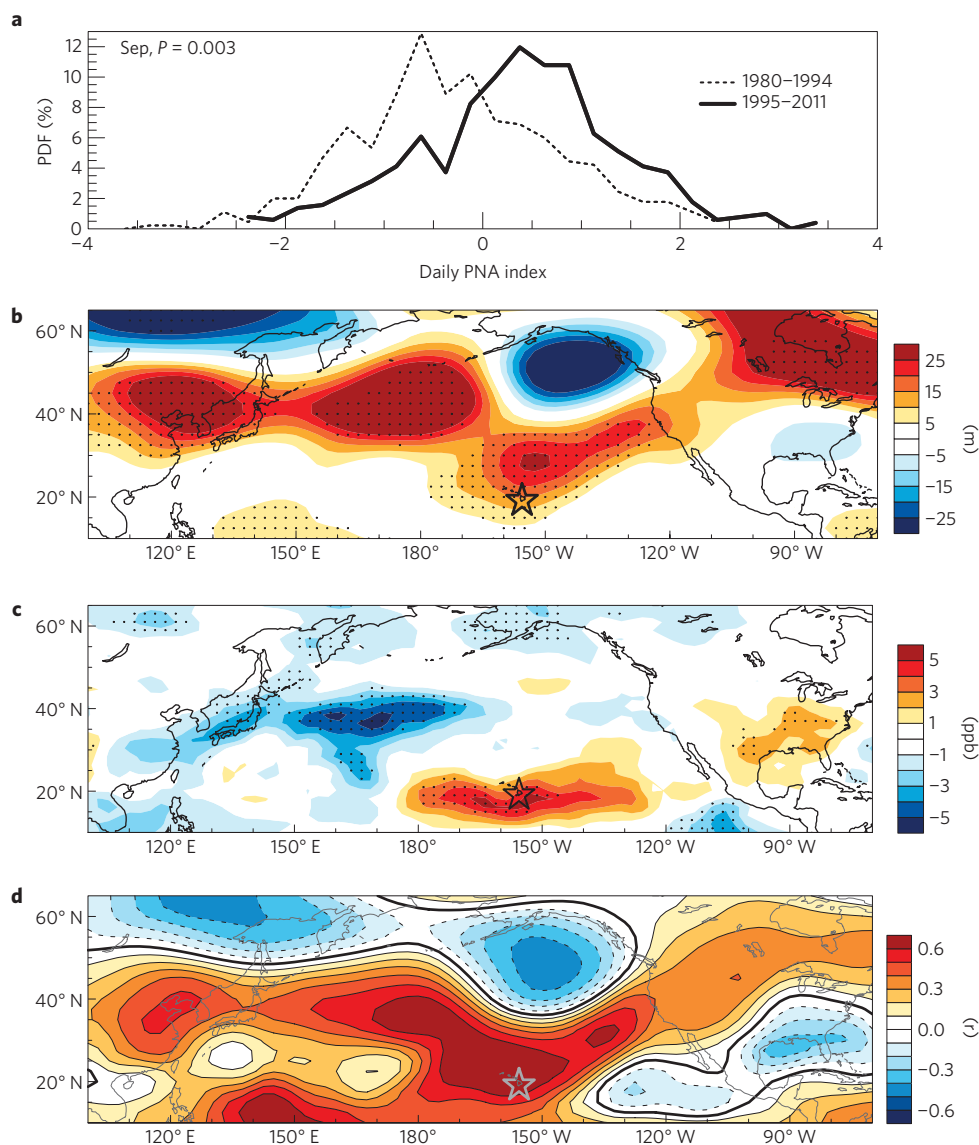 a
Sep, P = 0.003
1980–1994
1995–2011
12
10
8
6
4
2
0
PDF (%)
−4
−2
0
2
4
Daily PNA index
b
60° N
40° N
20° N
120° E
150° E
180°
150° W
120° W
90° W
25
15
5
−5
−15
−25
(m)
c
60° N
40° N
20° N
120° E
150° E
180°
150° W
120° W
90° W
5
3
1
−1
−3
−5
(ppb)
d
60° N
40° N
20° N
120° E
150° E
180°
150° W
120° W
90° W
0.6
0.3
0.0
−0.3
−0.6
(r)